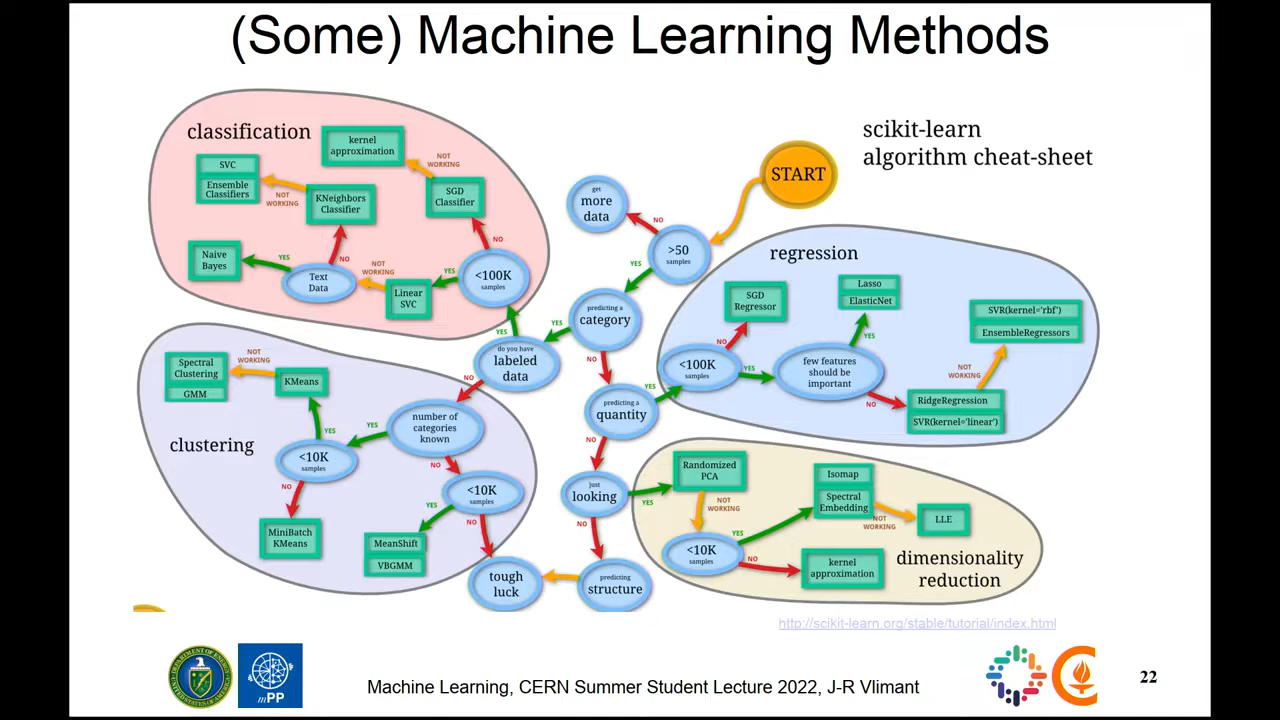 (Some) Machine Learning Methods
scikit-learn
algorithm cheat-sheet
START
get
more
data
NO
>50
samples
YES
predicting a
category
YES
NO
do you have
labeled
data
YES
NO
predicting a
quantity
YES
NO
just
looking
YES
NO
predicting
structure
tough
luck
classification
kernel
approximation
NOT
WORKING
SGD
Classifier
NO
<100K
samples
YES
Linear
SVC
NOT
WORKING
Text
Data
YES
Naive
Bayes
NO
KNeighbors
Classifier
NOT
WORKING
SVC
Ensemble
Classifiers
clustering
number of
categories
known
YES
NO
<10K
samples
YES
KMeans
NOT
WORKING
Spectral
Clustering
GMM
NO
MiniBatch
KMeans
<10K
samples
YES
MeanShift
VBGMM
NO
regression
<100K
samples
NO
SGD
Regressor
YES
few features
should be
important
YES
Lasso
ElasticNet
NO
RidgeRegression
SVR(kernel='linear')
NOT
WORKING
SVR(kernel='rbf')
EnsembleRegressors
dimensionality
reduction
Randomized
PCA
NOT
WORKING
<10K
samples
YES
Isomap
Spectral
Embedding
NOT
WORKING
LLE
NO
kernel
approximation
http://scikit-learn.org/stable/tutorial/index.html
mPP
Machine Learning, CERN Summer Student Lecture 2022, J-R Vlimant
22